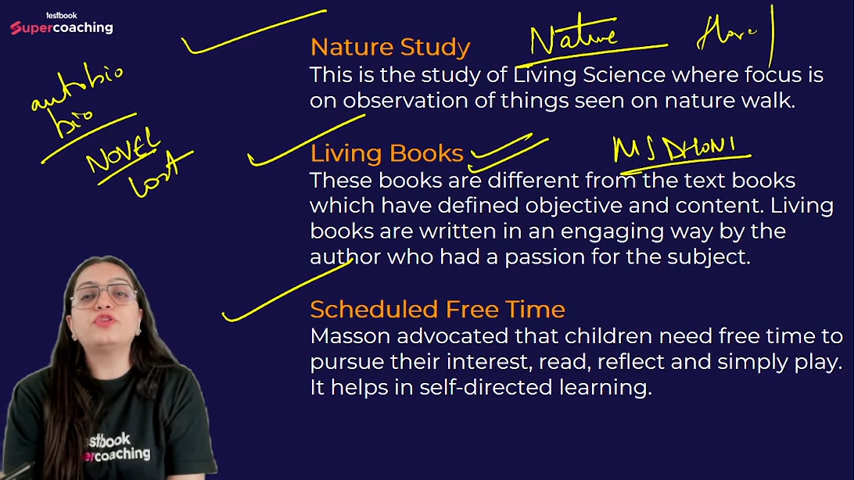 testbook
Supercoaching
Nature Study
Nature
This is the study of Living Science where focus is
on observation of things seen on nature walk.
autobio
bio
NOVEL
Living Books
MS DHONI
These books are different from the text books
which have defined objective and content. Living
books are written in an engaging way by the
author who had a passion for the subject.
Scheduled Free Time
Masson advocated that children need free time to
pursue their interest, read, reflect and simply play.
It helps in self-directed learning.
testbook
supercoaching